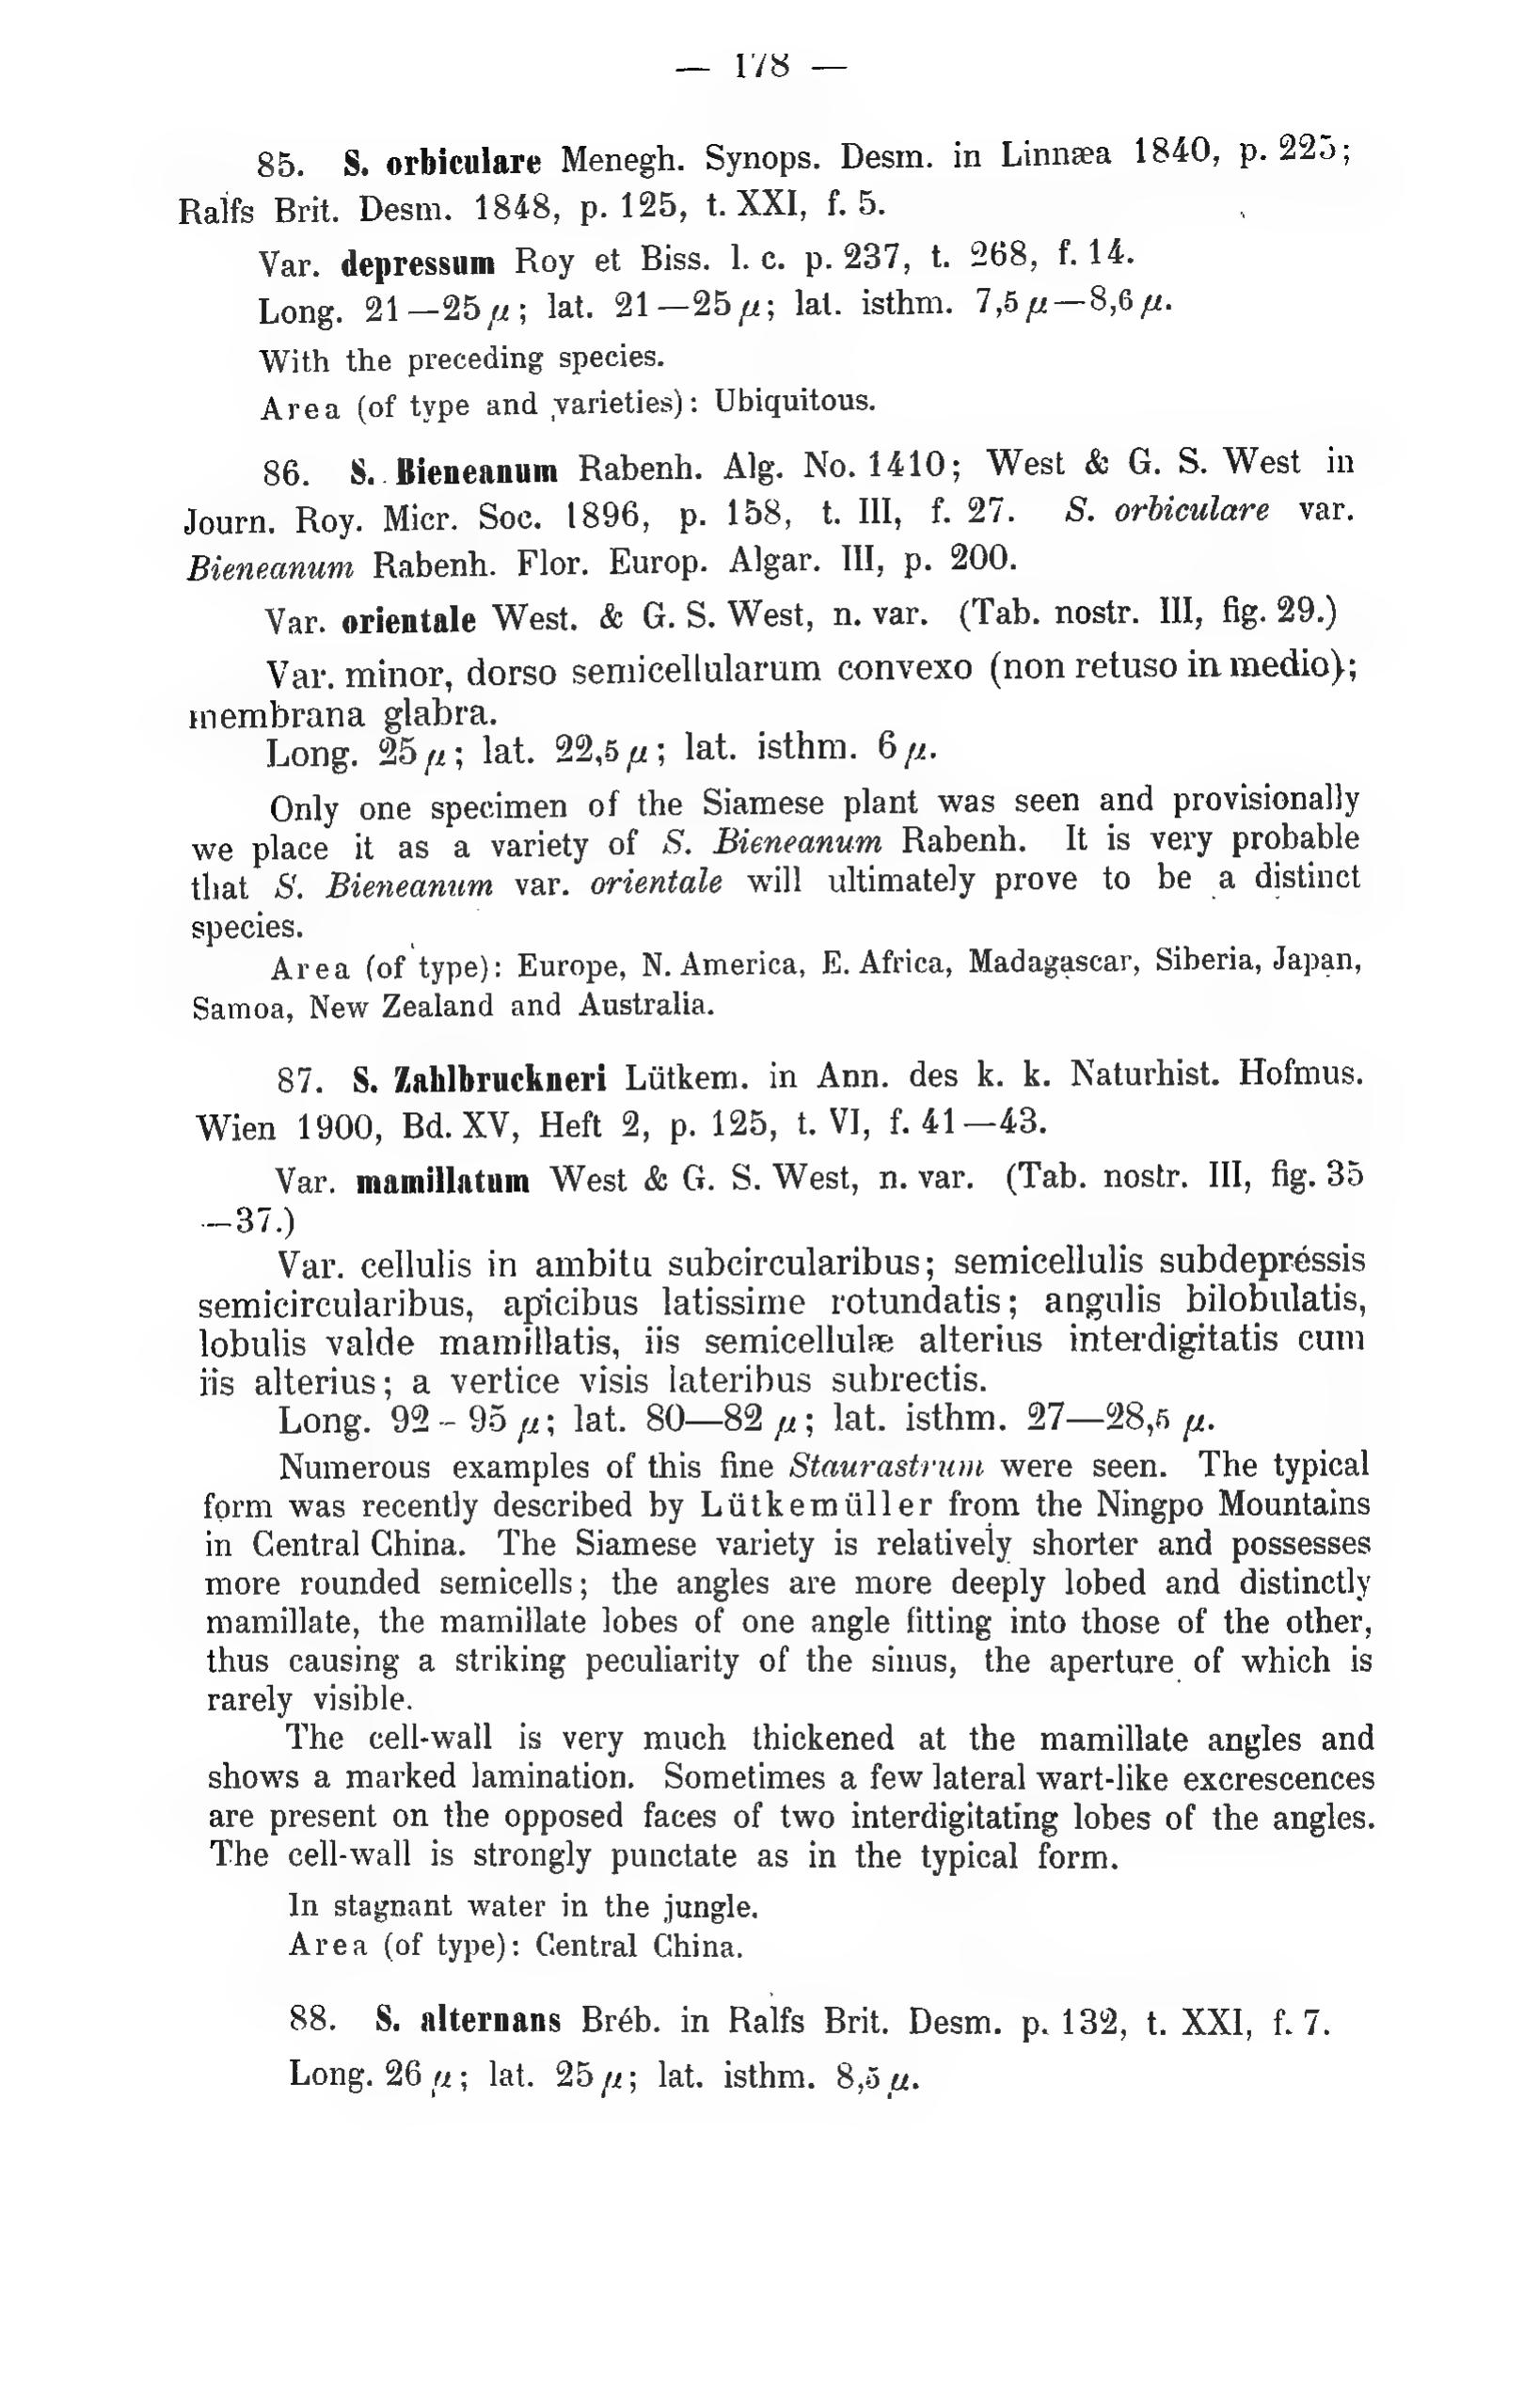 — 178 —
85. S. orbiculare Menegh. Synops. Desm. in Linnæa 1840, p. 225;
Ralfs Brit. Desm. 1848, p. 125, t. XXI, f. 5.
Var. depressum Roy et Biss. l. c. p. 237, t. 268, f. 14.
Long. 21—25 μ; lat. 21—25 μ; lat. isthm. 7,5 μ—8,6 μ.
With the preceding species.
Area (of type and varieties): Ubiquitous.
86. S. Bieneanum Rabenh. Alg. No. 1410; West & G. S. West in
Journ. Roy. Micr. Soc. 1896, p. 158, t. III, f. 27. S. orbiculare var.
Bieneanum Rabenh. Flor. Europ. Algar. III, p. 200.
Var. orientale West. & G. S. West, n. var. (Tab. nostr. III, fig. 29.)
Var. minor, dorso semicellularum convexo (non retuso in medio);
membrana glabra.
Long. 25 μ; lat. 22,5 μ; lat. isthm. 6 μ.
Only one specimen of the Siamese plant was seen and provisionally
we place it as a variety of S. Bieneanum Rabenh. It is very probable
that S. Bieneanum var. orientale will ultimately prove to be a distinct
species.
Area (of type): Europe, N. America, E. Africa, Madagascar, Siberia, Japan,
Samoa, New Zealand and Australia.
87. S. Zahlbruckneri Lütkem. in Ann. des k. k. Naturhist. Hofmus.
Wien 1900, Bd. XV, Heft 2, p. 125, t. VI, f. 41—43.
Var. mamillatum West & G. S. West, n. var. (Tab. nostr. III, fig. 35
—37.)
Var. cellulis in ambitu subcircularibus; semicellulis subdepressis
semicircularibus, apicibus latissime rotundatis; angulis bilobulatis,
lobulis valde mamillatis, iis semicellulæ alterius interdigitatis cum
iis alterius; a vertice visis lateribus subrectis.
Long. 92-95 μ; lat. 80—82 μ; lat. isthm. 27—28,5 μ.
Numerous examples of this fine Staurastrum were seen. The typical
form was recently described by Lütkemüller from the Ningpo Mountains
in Central China. The Siamese variety is relatively shorter and possesses
more rounded semicells; the angles are more deeply lobed and distinctly
mamillate, the mamillate lobes of one angle fitting into those of the other,
thus causing a striking peculiarity of the sinus, the aperture of which is
rarely visible.
The cell-wall is very much thickened at the mamillate angles and
shows a marked lamination. Sometimes a few lateral wart-like excrescences
are present on the opposed faces of two interdigitating lobes of the angles.
The cell-wall is strongly punctate as in the typical form.
In stagnant water in the jungle.
Area (of type): Central China.
88. S. alternans Bréb. in Ralfs Brit. Desm. p. 132, t. XXI, f. 7.
Long. 26 μ; lat. 25 μ; lat. isthm. 8,5 μ.